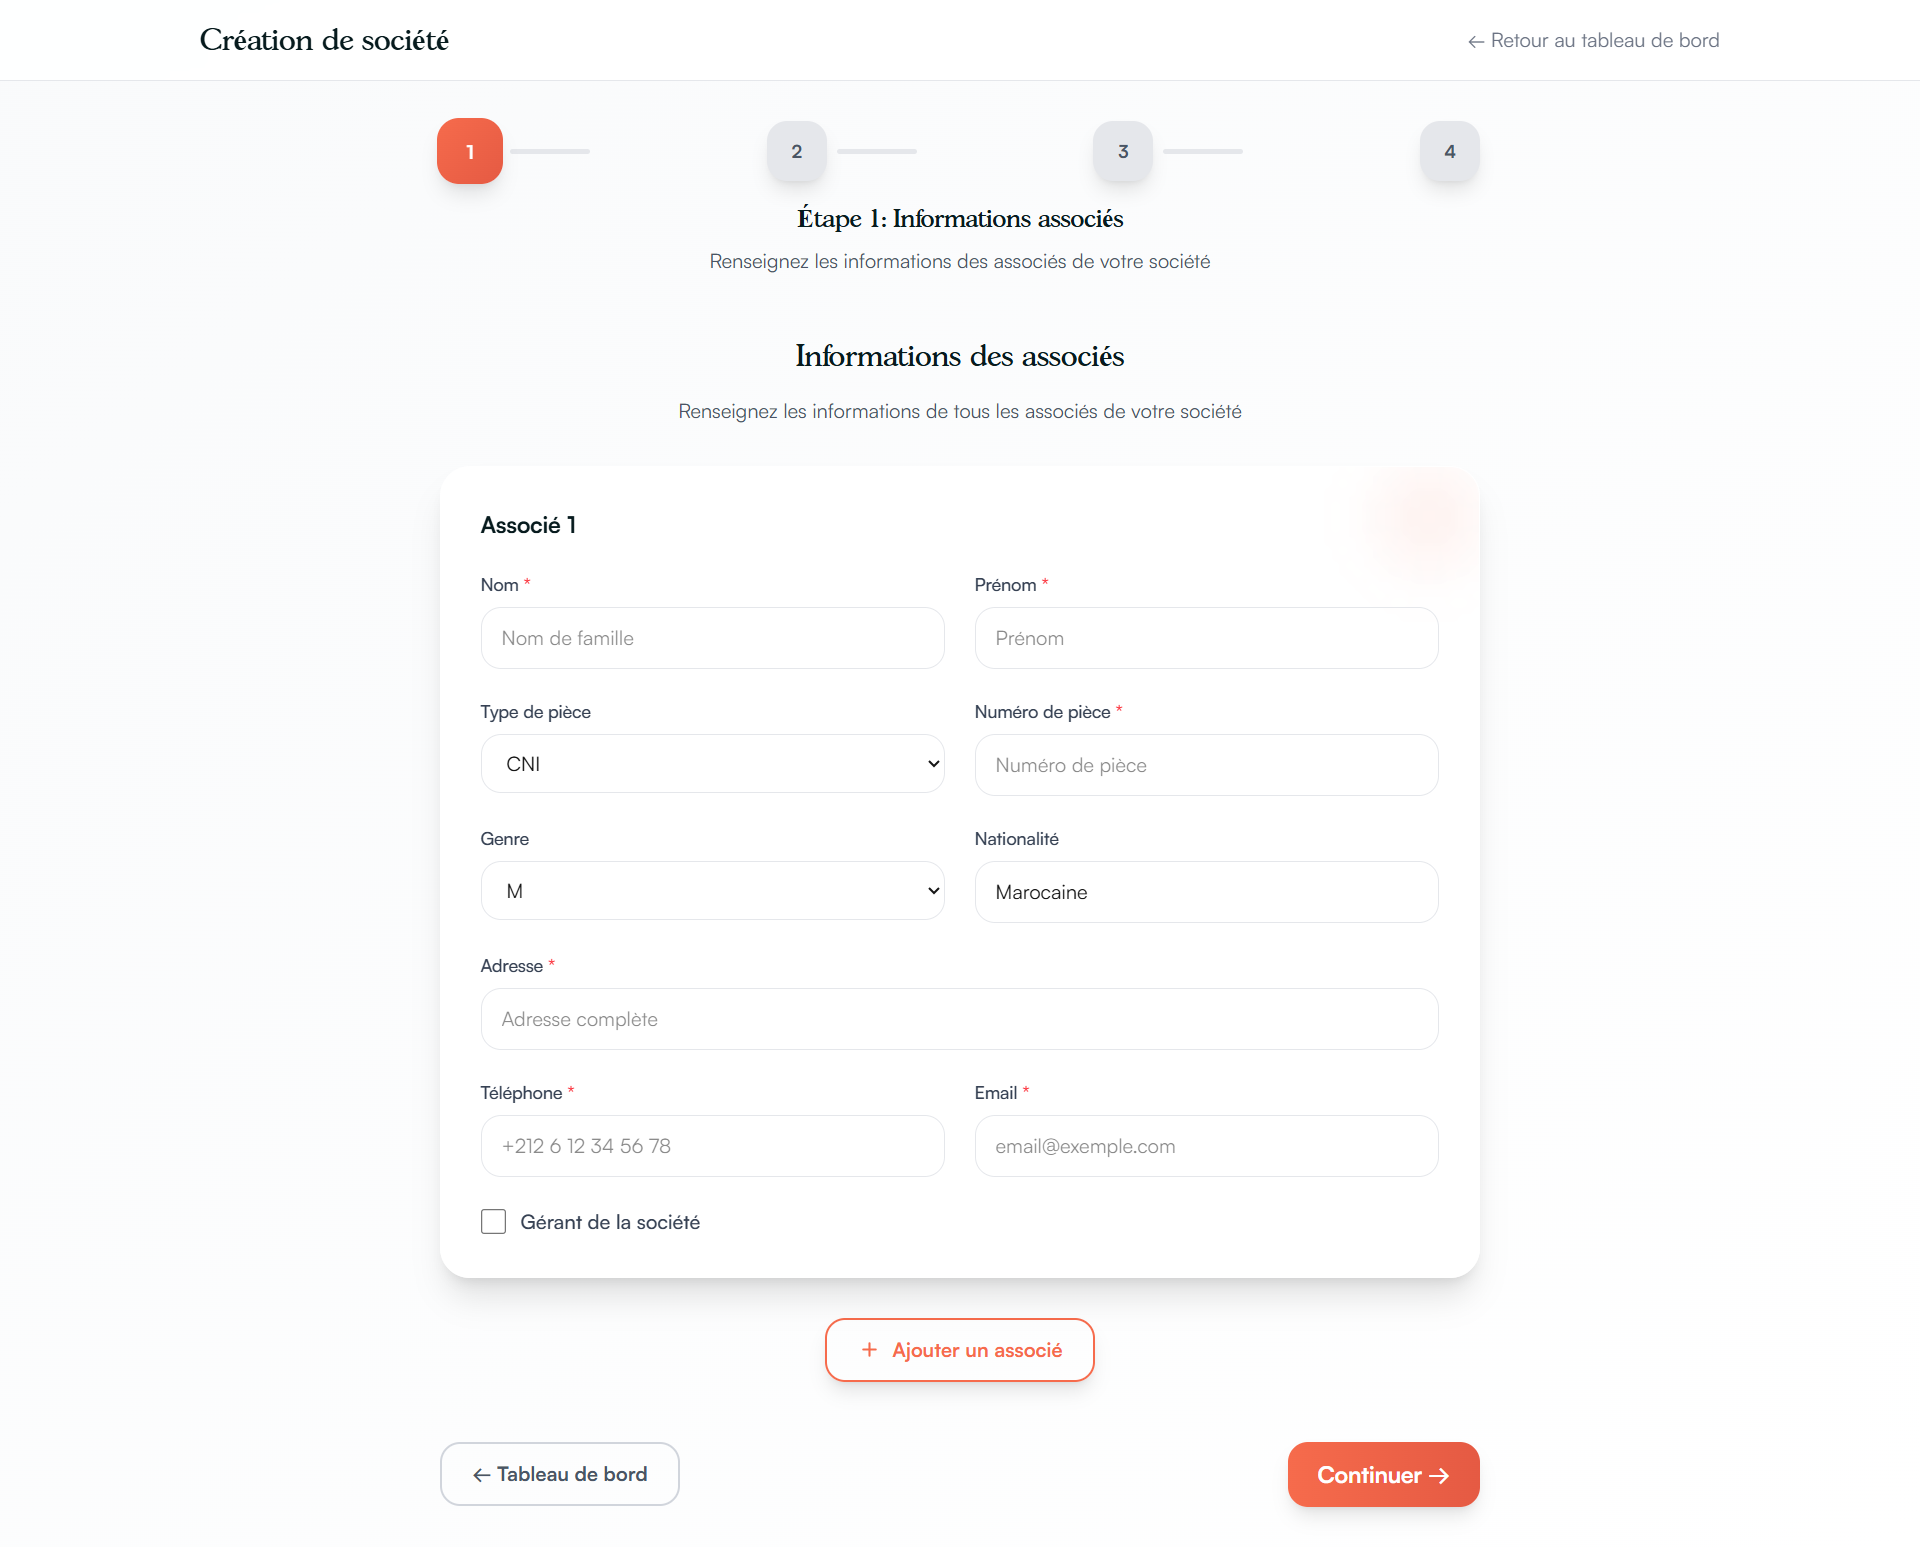 Création de société
← Retour au tableau de bord
1
2
3
4
Étape 1: Informations associés
Renseignez les informations des associés de votre société
Informations des associés
Renseignez les informations de tous les associés de votre société
Associé 1
Nom *
Prénom *
Nom de famille
Prénom
Type de pièce
Numéro de pièce *
CNI
Numéro de pièce
Genre
Nationalité
M
Marocaine
Adresse *
Adresse complète
Téléphone *
Email *
+212 6 12 34 56 78
email@exemple.com
Gérant de la société
+ Ajouter un associé
← Tableau de bord
Continuer →